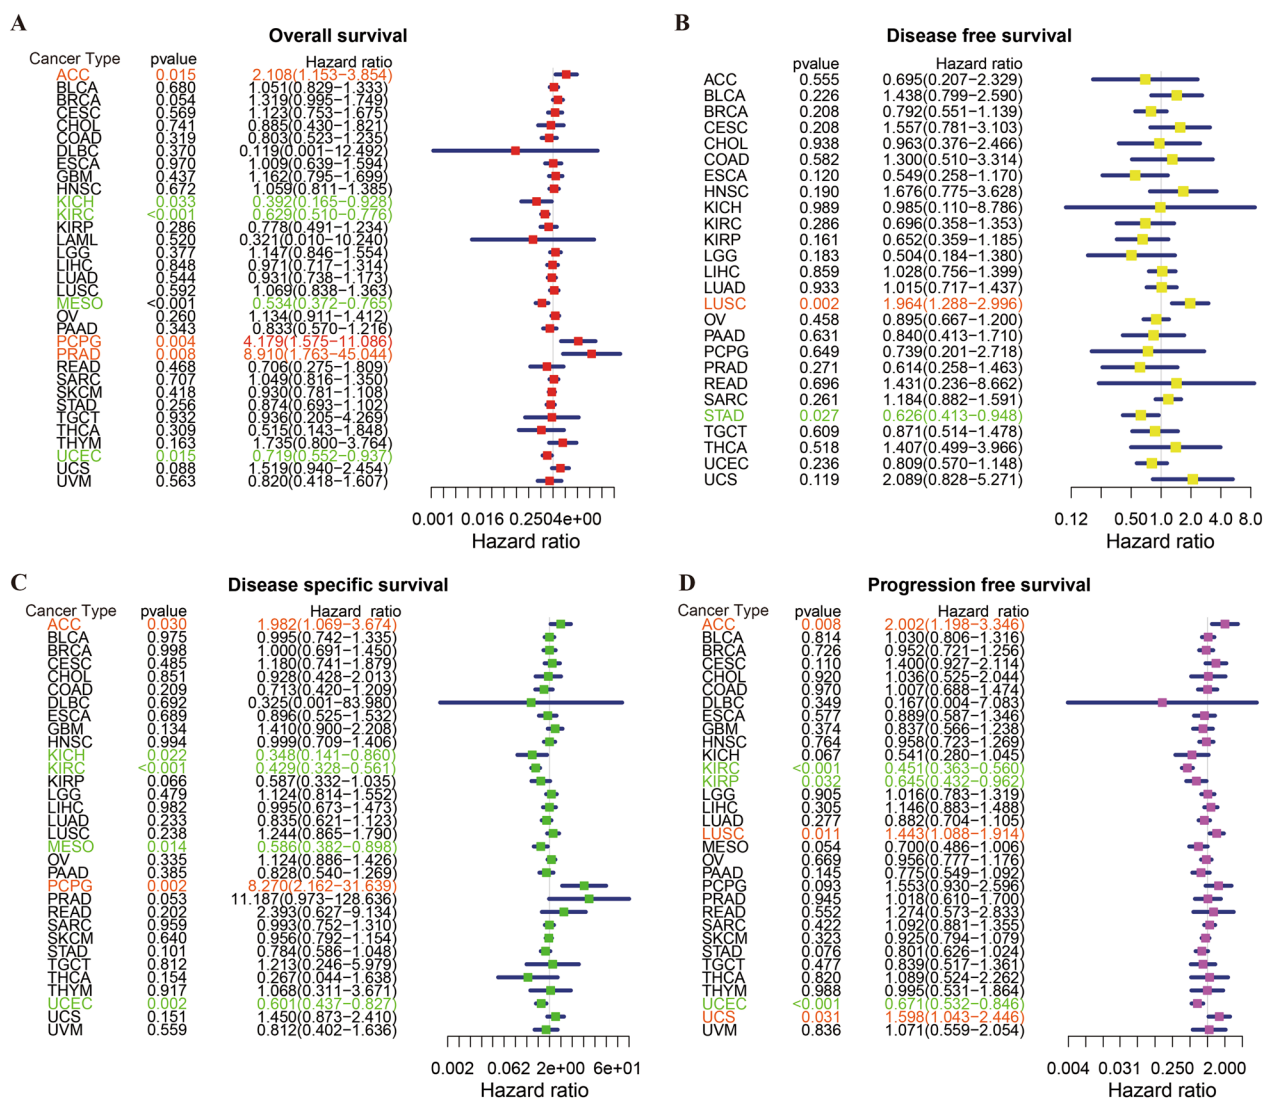 A
Overall survival
Cancer Type pvalue Hazard ratio
ACC 0.015 2.108(1.153−3.854)
BLCA 0.680 1.051(0.829−1.333)
BRCA 0.054 1.319(0.995−1.749)
CESC 0.569 1.123(0.753−1.675)
CHOL 0.741 0.885(0.430−1.821)
COAD 0.319 0.803(0.523−1.235)
DLBC 0.370 0.119(0.001−12.492)
ESCA 0.970 1.009(0.639−1.594)
GBM 0.437 1.162(0.795−1.699)
HNSC 0.672 1.059(0.811−1.385)
KICH 0.033 0.392(0.165−0.928)
KIRC <0.001 0.629(0.510−0.776)
KIRP 0.286 0.778(0.491−1.234)
LAML 0.520 0.321(0.010−10.240)
LGG 0.377 1.147(0.846−1.554)
LIHC 0.848 0.971(0.717−1.314)
LUAD 0.544 0.931(0.738−1.173)
LUSC 0.592 1.069(0.838−1.363)
MESO <0.001 0.534(0.372−0.765)
OV 0.260 1.134(0.911−1.412)
PAAD 0.343 0.833(0.570−1.216)
PCPG 0.004 4.179(1.575−11.086)
PRAD 0.008 8.910(1.763−45.044)
READ 0.468 0.706(0.275−1.809)
SARC 0.707 1.049(0.816−1.350)
SKCM 0.418 0.930(0.781−1.108)
STAD 0.256 0.874(0.693−1.102)
TGCT 0.932 0.936(0.205−4.269)
THCA 0.309 0.515(0.143−1.848)
THYM 0.163 1.735(0.800−3.764)
UCEC 0.015 0.719(0.552−0.937)
UCS 0.088 1.519(0.940−2.454)
UVM 0.563 0.820(0.418−1.607)
0.001 0.016 0.2504e+00
Hazard ratio
B
Disease free survival
pvalue Hazard ratio
ACC 0.555 0.695(0.207−2.329)
BLCA 0.226 1.438(0.799−2.590)
BRCA 0.208 0.792(0.551−1.139)
CESC 0.208 1.557(0.781−3.103)
CHOL 0.938 0.963(0.376−2.466)
COAD 0.582 1.300(0.510−3.314)
ESCA 0.120 0.549(0.258−1.170)
HNSC 0.190 1.676(0.775−3.628)
KICH 0.989 0.985(0.110−8.786)
KIRC 0.286 0.696(0.358−1.353)
KIRP 0.161 0.652(0.359−1.185)
LGG 0.183 0.504(0.184−1.380)
LIHC 0.859 1.028(0.756−1.399)
LUAD 0.933 1.015(0.717−1.437)
LUSC 0.002 1.964(1.288−2.996)
OV 0.458 0.895(0.667−1.200)
PAAD 0.631 0.840(0.413−1.710)
PCPG 0.649 0.739(0.201−2.718)
PRAD 0.271 0.614(0.258−1.463)
READ 0.696 1.431(0.236−8.662)
SARC 0.261 1.184(0.882−1.591)
STAD 0.027 0.626(0.413−0.948)
TGCT 0.609 0.871(0.514−1.478)
THCA 0.518 1.407(0.499−3.966)
UCEC 0.236 0.809(0.570−1.148)
UCS 0.119 2.089(0.828−5.271)
0.12 0.50 1.0 2.0 4.0 8.0
Hazard ratio
C
Disease specific survival
Cancer Type pvalue Hazard ratio
ACC 0.030 1.982(1.069−3.674)
BLCA 0.975 0.995(0.742−1.335)
BRCA 0.998 1.000(0.691−1.450)
CESC 0.485 1.180(0.741−1.879)
CHOL 0.851 0.928(0.428−2.013)
COAD 0.209 0.713(0.420−1.209)
DLBC 0.692 0.325(0.001−83.980)
ESCA 0.689 0.896(0.525−1.532)
GBM 0.134 1.410(0.900−2.208)
HNSC 0.994 0.999(0.709−1.406)
KICH 0.022 0.348(0.141−0.860)
KIRC <0.001 0.429(0.328−0.561)
KIRP 0.066 0.587(0.332−1.035)
LGG 0.479 1.124(0.814−1.552)
LIHC 0.982 0.995(0.673−1.473)
LUAD 0.233 0.835(0.621−1.123)
LUSC 0.238 1.244(0.865−1.790)
MESO 0.014 0.586(0.382−0.898)
OV 0.335 1.124(0.886−1.426)
PAAD 0.385 0.828(0.540−1.269)
PCPG 0.002 8.270(2.162−31.639)
PRAD 0.053 11.187(0.973−128.636)
READ 0.202 2.393(0.627−9.134)
SARC 0.959 0.993(0.752−1.310)
SKCM 0.640 0.956(0.792−1.154)
STAD 0.101 0.784(0.586−1.048)
TGCT 0.812 1.213(0.246−5.979)
THCA 0.154 0.267(0.044−1.638)
THYM 0.917 1.068(0.311−3.671)
UCEC 0.002 0.601(0.437−0.827)
UCS 0.151 1.450(0.873−2.410)
UVM 0.559 0.812(0.402−1.636)
0.002 0.062 2e+00 6e+01
Hazard ratio
D
Progression free survival
Cancer Type pvalue Hazard ratio
ACC 0.008 2.002(1.198−3.346)
BLCA 0.814 1.030(0.806−1.316)
BRCA 0.726 0.952(0.721−1.256)
CESC 0.110 1.400(0.927−2.114)
CHOL 0.920 1.036(0.525−2.044)
COAD 0.970 1.007(0.688−1.474)
DLBC 0.349 0.167(0.004−7.083)
ESCA 0.577 0.889(0.587−1.346)
GBM 0.374 0.837(0.566−1.238)
HNSC 0.764 0.958(0.723−1.269)
KICH 0.067 0.541(0.280−1.045)
KIRC <0.001 0.451(0.363−0.560)
KIRP 0.032 0.645(0.432−0.962)
LGG 0.905 1.016(0.783−1.319)
LIHC 0.305 1.146(0.883−1.488)
LUAD 0.277 0.882(0.704−1.105)
LUSC 0.011 1.443(1.088−1.914)
MESO 0.054 0.700(0.486−1.006)
OV 0.669 0.956(0.777−1.176)
PAAD 0.145 0.775(0.549−1.092)
PCPG 0.093 1.553(0.930−2.596)
PRAD 0.945 1.018(0.610−1.700)
READ 0.552 1.274(0.573−2.833)
SARC 0.422 1.092(0.881−1.355)
SKCM 0.323 0.925(0.794−1.079)
STAD 0.076 0.801(0.626−1.024)
TGCT 0.477 0.839(0.517−1.361)
THCA 0.820 1.089(0.524−2.262)
THYM 0.988 0.995(0.531−1.864)
UCEC <0.001 0.671(0.532−0.846)
UCS 0.031 1.598(1.043−2.446)
UVM 0.836 1.071(0.559−2.054)
0.004 0.031 0.250 2.000
Hazard ratio